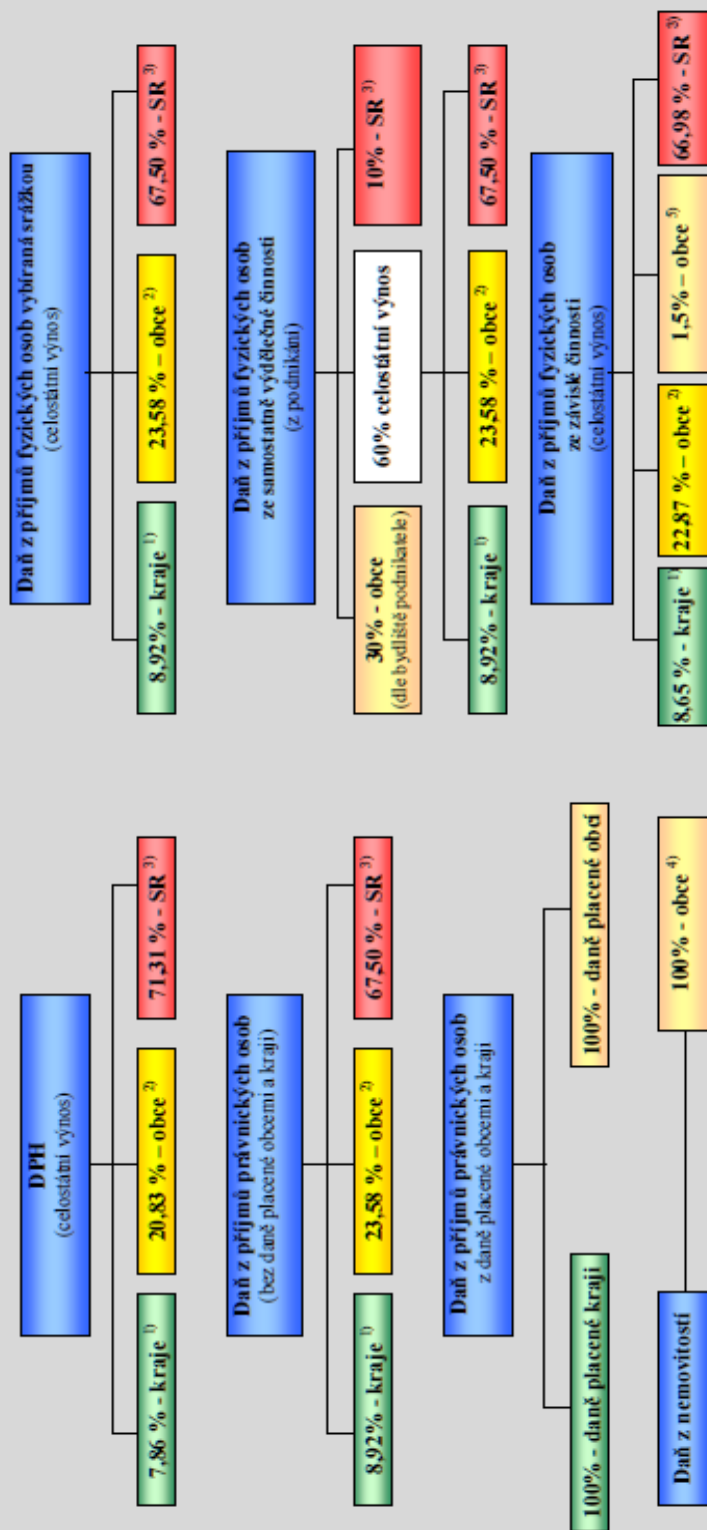 DPH
(celostátní výnos)
7,86 % - kraje 1)
20,83 % – obce 2)
71,31 % - SR 3)
Daň z příjmů právnických osob
(bez daně placené obcemi a kraji)
8,92% - kraje 1)
23,58 % – obce 2)
67,50 % - SR 3)
Daň z příjmů právnických osob
z daně placené obcemi a kraji
100% - daně placené kraji
100% - daně placené obcí
Daň z nemovitostí
100% - obce 4)
Daň z příjmů fyzických osob vybíraná srážkou
(celostátní výnos)
8,92% - kraje 1)
23,58 % – obce 2)
67,50 % - SR 3)
Daň z příjmů fyzických osob
ze samostatně výdělečné činnosti
(z podnikání)
30% - obce
(dle bydliště podnikatele)
60% celostátní výnos
10% - SR 3)
8,92% - kraje 1)
23,58 % – obce 2)
67,50 % - SR 3)
Daň z příjmů fyzických osob
ze závislé činnosti
(celostátní výnos)
8,65 % - kraje 1)
22,87 % – obce 2)
1,5% – obce 5)
66,98 % - SR 3)